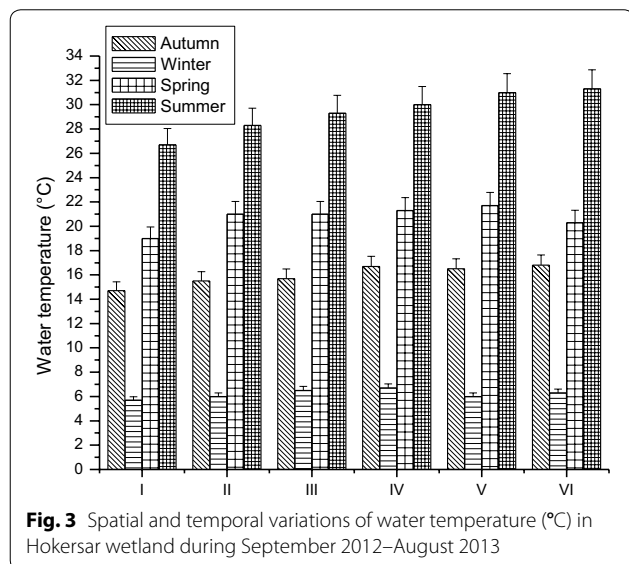 Autumn
Winter
Spring
Summer
34
32
30
28
26
24
22
20
18
16
14
12
10
8
6
4
2
0
Water temperature (°C)
I II III IV V VI
Fig. 3 Spatial and temporal variations of water temperature (°C) in
Hokersar wetland during September 2012–August 2013